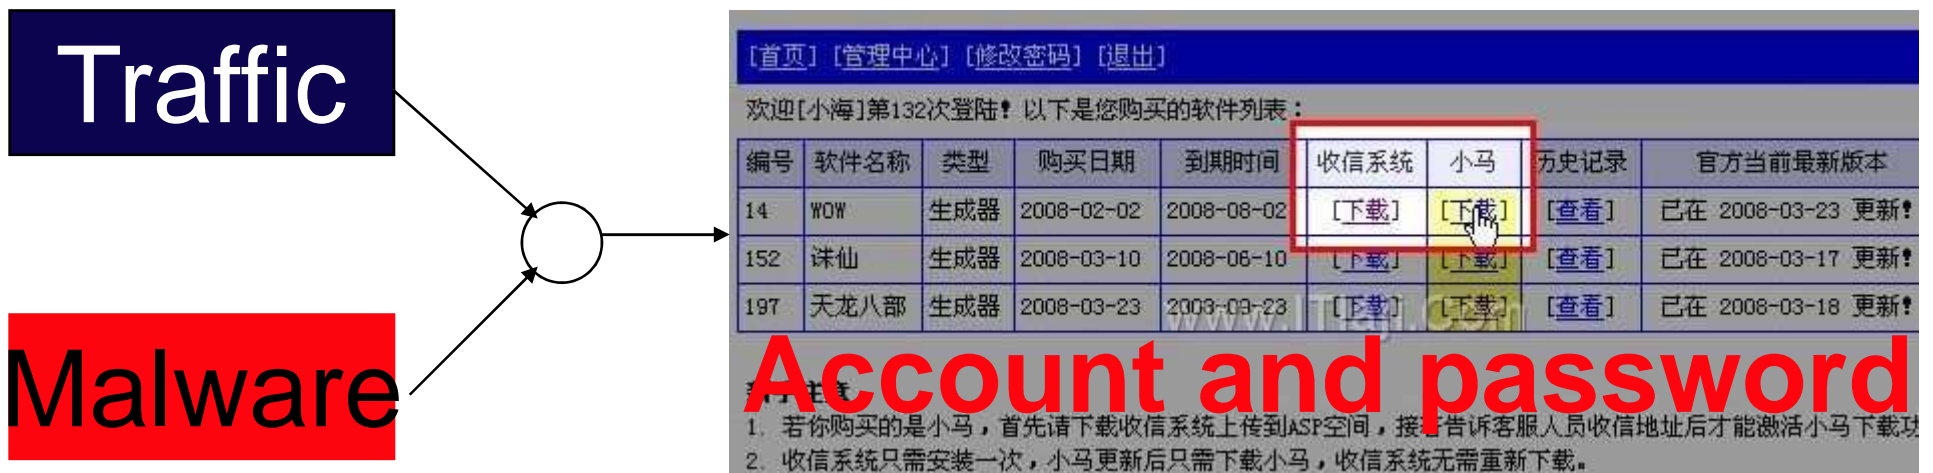 Traffic
Malware
[首页] [管理中心] [修改密码] [退出]
欢迎[小海]第132次登陆! 以下是您购买的软件列表:
编号 软件名称 类型 购买日期 到期时间 收信系统 小马 历史记录 官方当前最新版本
14 WOW 生成器 2008-02-02 2008-08-02 [下载] [下载] [查看] 已在 2008-03-23 更新!
152 诛仙 生成器 2008-03-10 2008-06-10 [下载] [下载] [查看] 已在 2008-03-17 更新!
197 天龙八部 生成器 2008-03-23 2008-09-23 [下载] [下载] [查看] 已在 2008-03-18 更新!
Account and password
注意
1. 若你购买的是小马,首先请下载收信系统上传到ASP空间,接着告诉客服人员收信地址后才能激活小马下载功
2. 收信系统只需安装一次,小马更新后只需下载小马,收信系统无需重新下载。